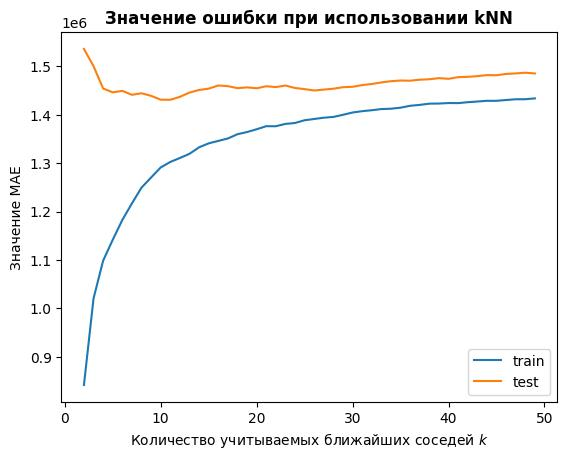 Значение ошибки при использовании kNN
1e6
1.5
1.4
1.3
1.2
1.1
1.0
0.9
Значение MAE
train
test
0 10 20 30 40 50
Количество учитываемых ближайших соседей k